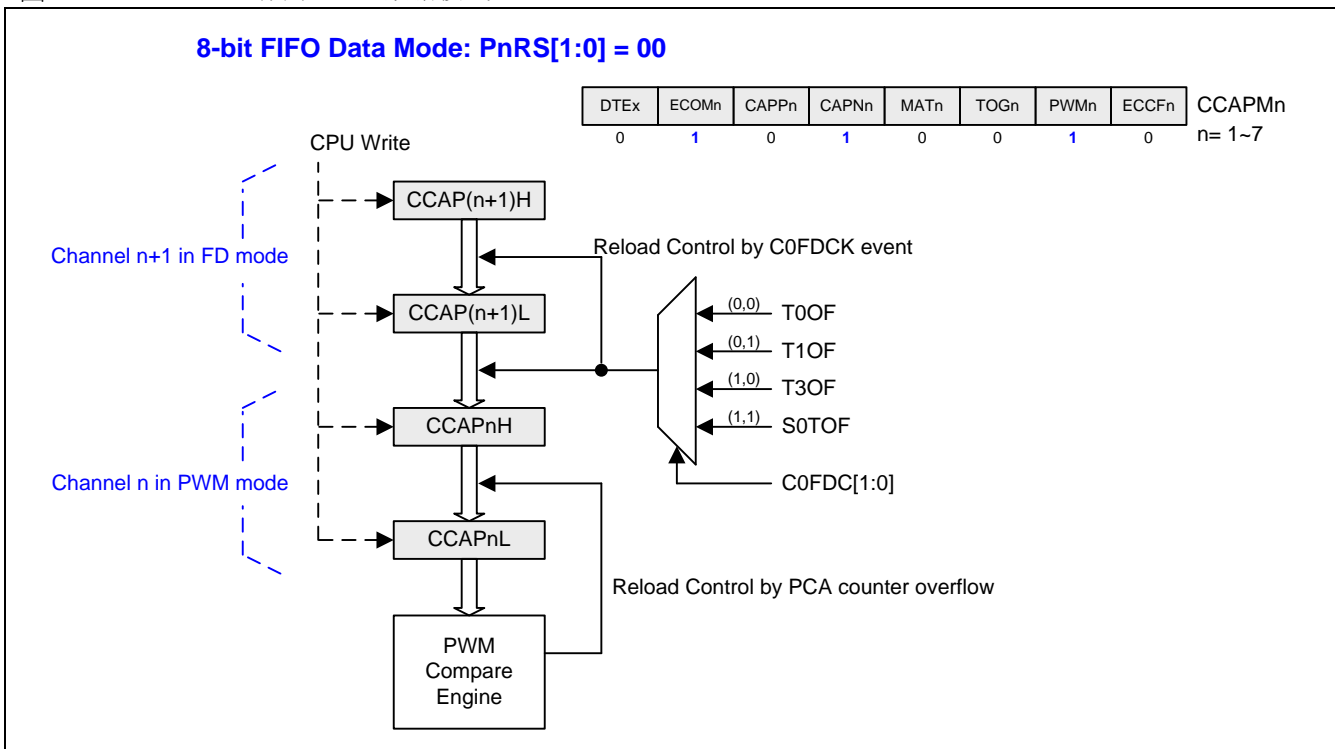 8-bit FIFO Data Mode: PnRS[1:0] = 00
DTEx ECOMn CAPPn CAPNn MATn TOGn PWMn ECCFn CCAPMn
0 1 0 1 0 0 1 0 n= 1~7
CPU Write
CCAP(n+1)H
Channel n+1 in FD mode
Reload Control by C0FDCK event
CCAP(n+1)L
(0,0) T0OF
(0,1) T1OF
(1,0) T3OF
(1,1) S0TOF
CCAPnH
Channel n in PWM mode
C0FDC[1:0]
CCAPnL
Reload Control by PCA counter overflow
PWM
Compare
Engine